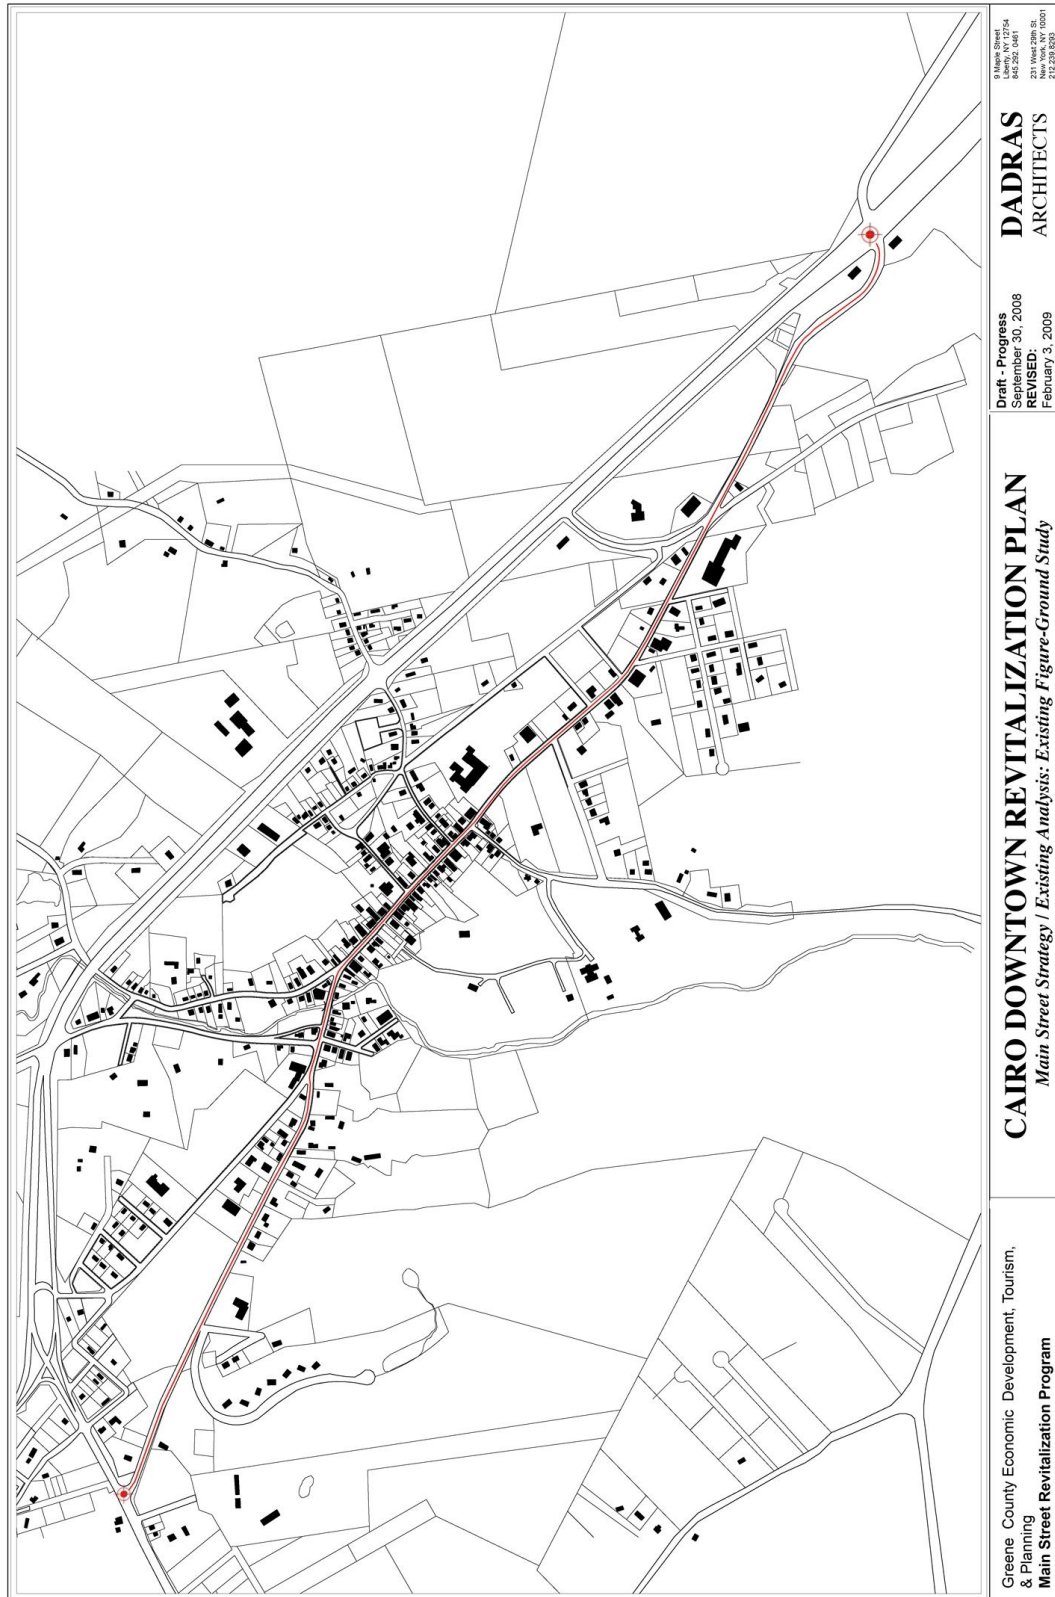 Greene County Economic Development, Tourism,
& Planning
Main Street Revitalization Program
CAIRO DOWNTOWN REVITALIZATION PLAN
Main Street Strategy / Existing Analysis: Existing Figure-Ground Study
Draft - Progress
September 30, 2008
REVISED:
February 3, 2009
DADRAS
ARCHITECTS
9 Maple Street
Liberty, NY 12754
845.292. 0461
231 West 29th St.
New York, NY 10001
212.239.8293